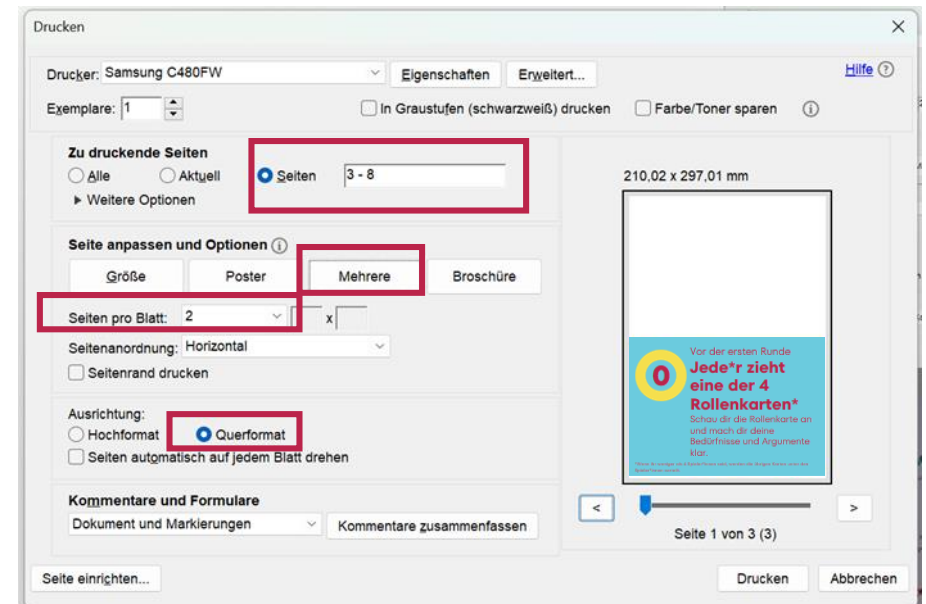 Drucken
Drucker: Samsung C480FW Eigenschaften Erweitert... Hilfe
Exemplare: 1 In Graustufen (schwarzweiß) drucken Farbe/Toner sparen
Zu druckende Seiten
Alle Aktuell Seiten 3 - 8
Weitere Optionen
210,02 x 297,01 mm
Seite anpassen und Optionen
Größe Poster Mehrere Broschüre
Seiten pro Blatt: 2 x
Seitenanordnung: Horizontal
Seitenrand drucken
Ausrichtung:
Hochformat Querformat
Seiten automatisch auf jedem Blatt drehen
Kommentare und Formulare
Dokument und Markierungen Kommentare zusammenfassen
0
Vor der ersten Runde
Jede*r zieht
eine der 4
Rollenkarten*
Schau dir die Rollenkarte an
und mach dir deine
Bedürfnisse und Argumente
klar.
< >
Seite 1 von 3 (3)
Seite einrichten... Drucken Abbrechen